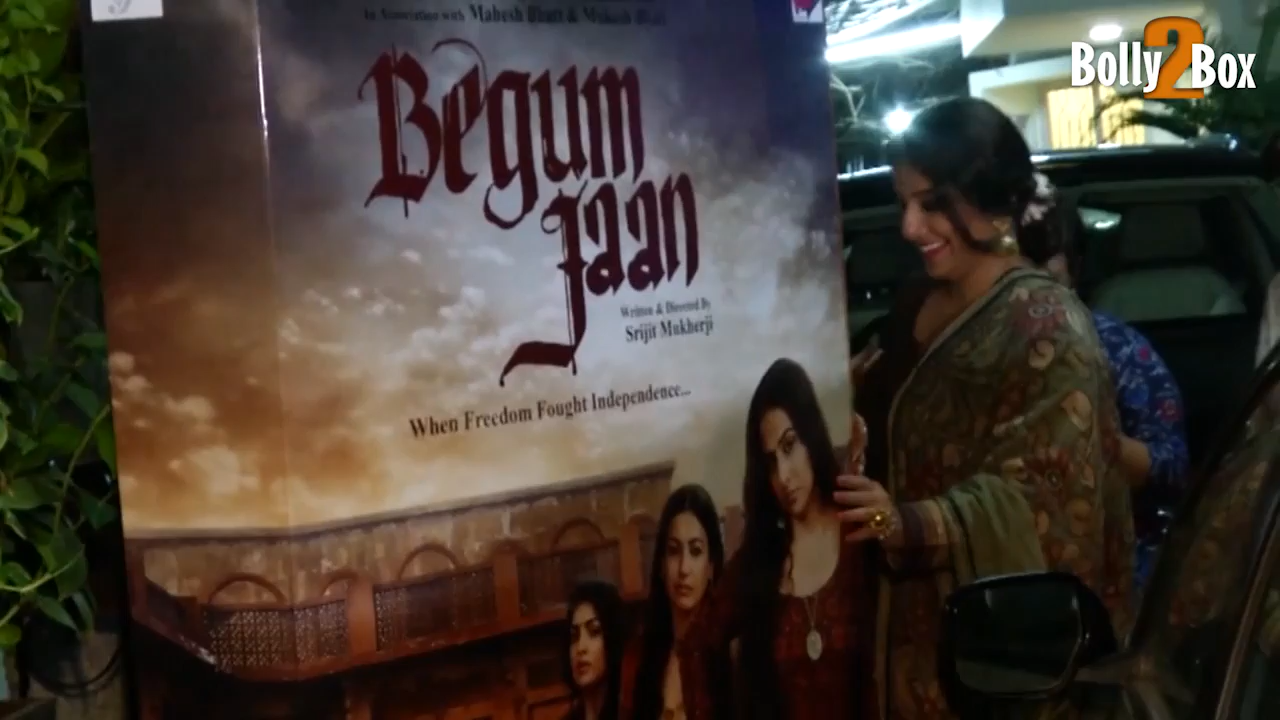 In Association with Mahesh Bhatt & Mukesh Bhatt
Bolly2Box
Begum
Jaan
Written & Directed By
Srijit Mukherji
When Freedom Fought Independence...